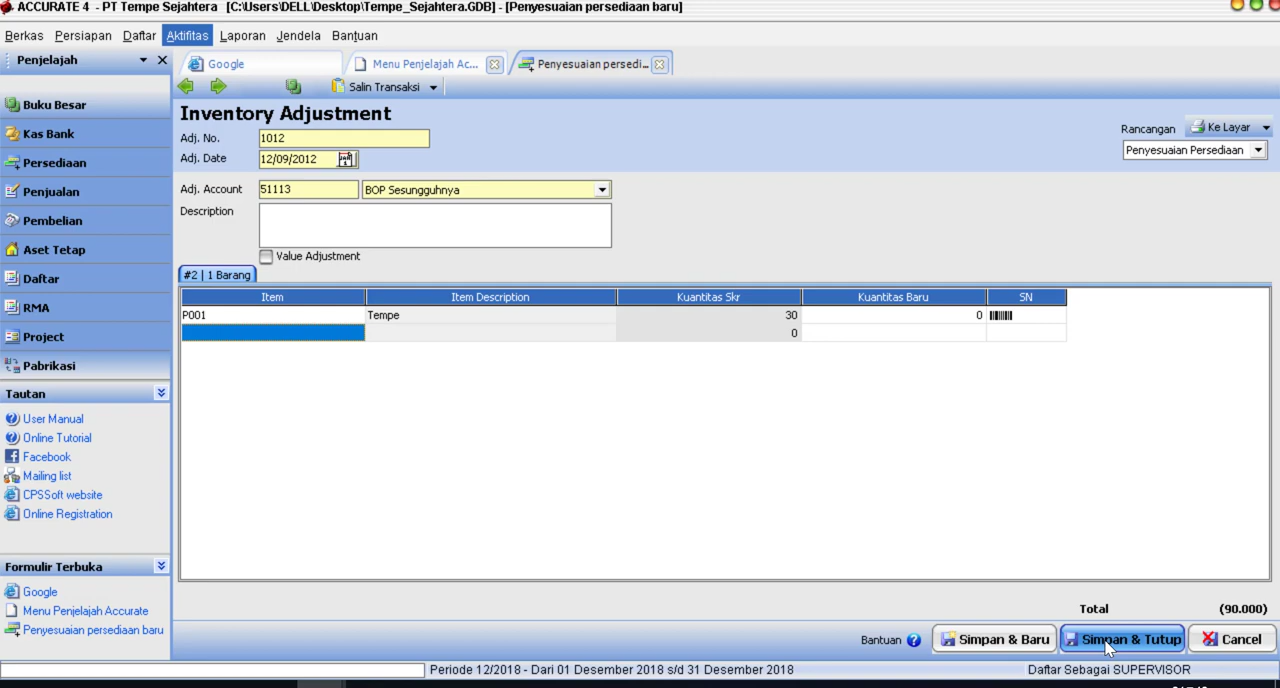 ACCURATE 4 - PT Tempe Sejahtera [C:\Users\DELL\Desktop\Tempe_Sejahtera.GDB] - [Penyesuaian persediaan baru]
Berkas Persiapan Daftar Aktifitas Laporan Jendela Bantuan
Penjelajah
Google
Menu Penjelajah Ac...
Penyesuaian persedi...
Salin Transaksi
Buku Besar
Kas Bank
Persediaan
Penjualan
Pembelian
Aset Tetap
Daftar
RMA
Project
Pabrikasi
Tautan
User Manual
Online Tutorial
Facebook
Mailing list
CPSSoft website
Online Registration
Formulir Terbuka
Google
Menu Penjelajah Accurate
Penyesuaian persediaan baru
Inventory Adjustment
Adj. No. 1012
Adj. Date 12/09/2012
Rancangan Ke Layar
Penyesuaian Persediaan
Adj. Account 51113 BOP Sesungguhnya
Description
Value Adjustment
#2 | 1 Barang
Item Item Description Kuantitas Skr Kuantitas Baru SN
P001 Tempe 30 0
0
Total (90.000)
Bantuan Simpan & Baru Simpan & Tutup Cancel
Periode 12/2018 - Dari 01 Desember 2018 s/d 31 Desember 2018 Daftar Sebagai SUPERVISOR